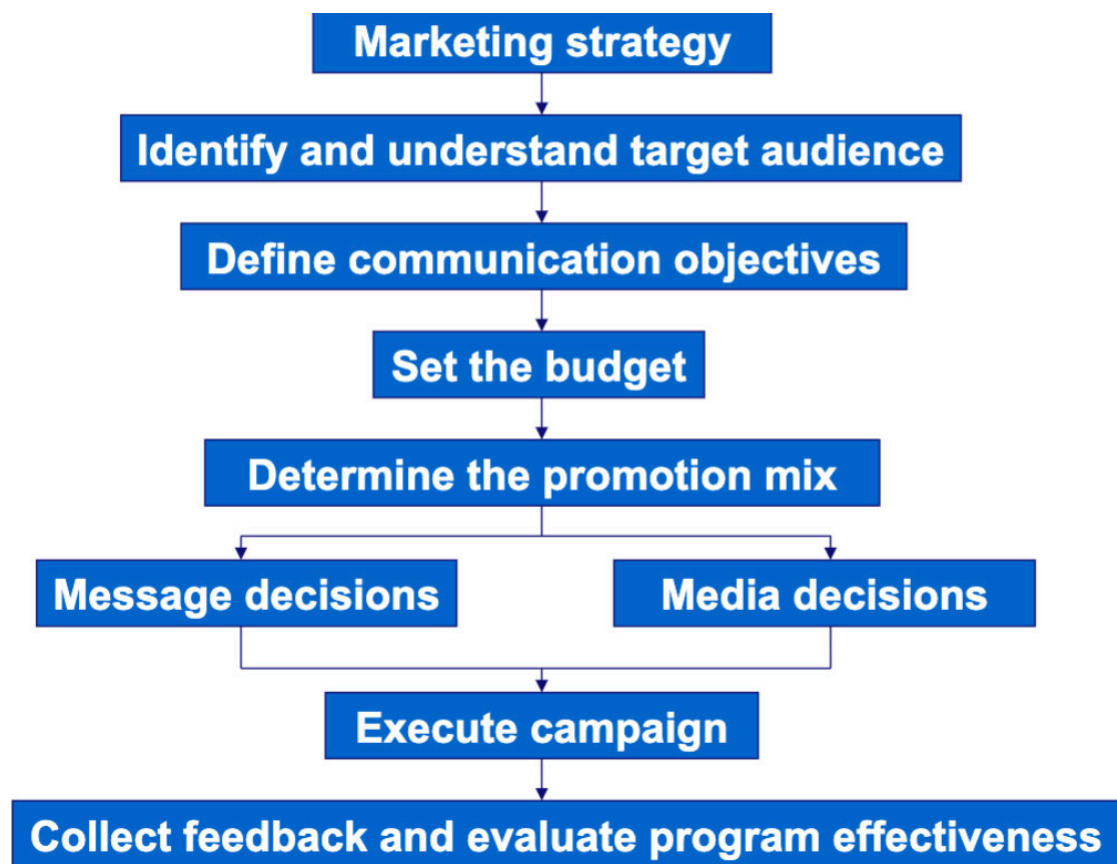 Marketing strategy
Identify and understand target audience
Define communication objectives
Set the budget
Determine the promotion mix
Message decisions
Media decisions
Execute campaign
Collect feedback and evaluate program effectiveness